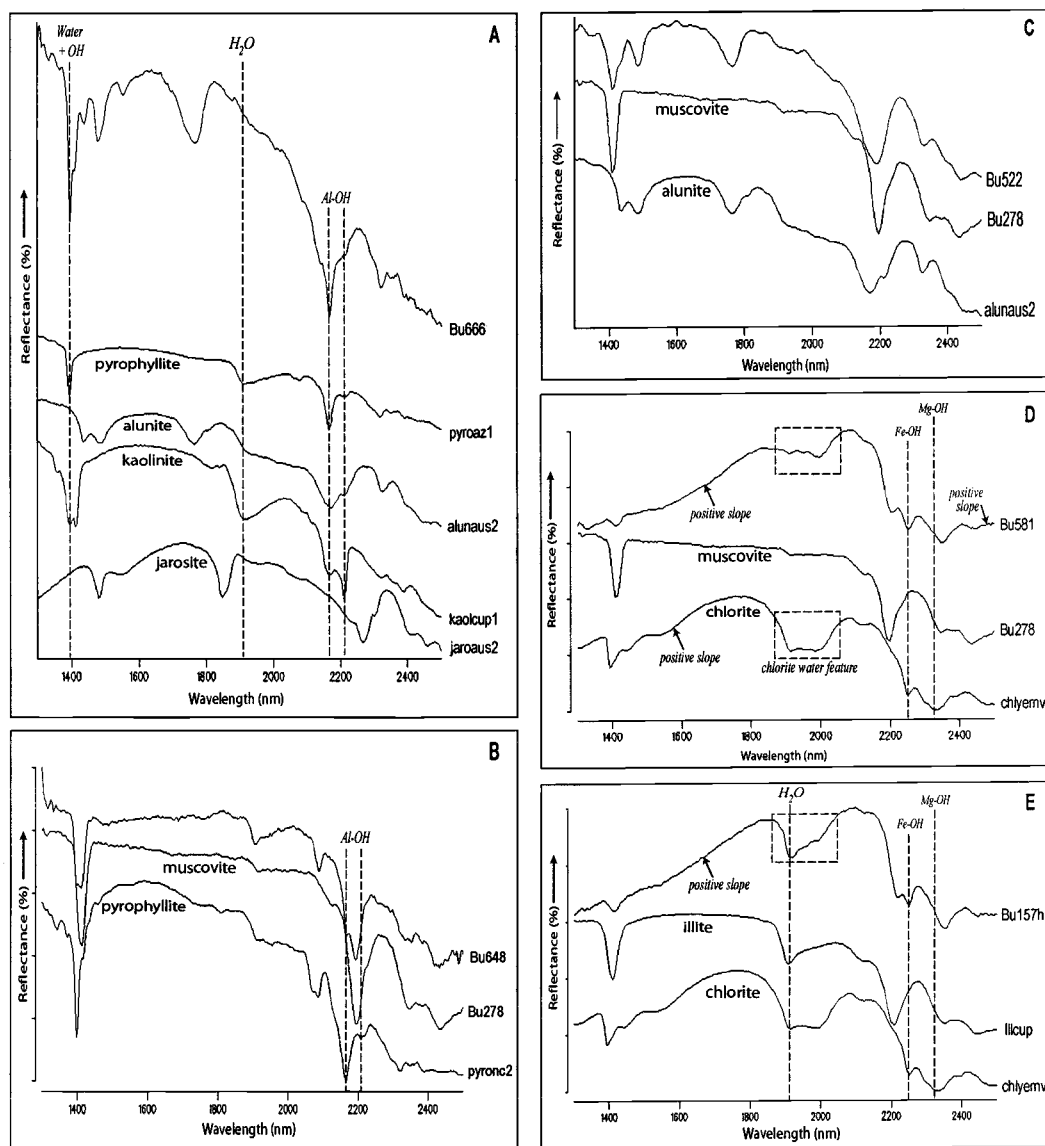 A
Water
+ OH
H2O
Al-OH
Reflectance (%)
Bu666
pyrophyllite
pyroaz1
alunite
kaolinite
alunaus2
jarosite
kaolcup1
jaroaus2
1400 1600 1800 2000 2200 2400
Wavelength (nm)
B
Al-OH
Reflectance (%)
muscovite
pyrophyllite
Bu648
Bu278
pyronc2
1400 1600 1800 2000 2200 2400
Wavelength (nm)
C
Reflectance (%)
muscovite
alunite
Bu522
Bu278
alunaus2
1400 1600 1800 2000 2200 2400
Wavelength (nm)
D
Mg-OH
Fe-OH
Reflectance (%)
positive slope
positive
slope
Bu581
muscovite
chlorite
Bu278
positive slope
chlorite water feature
chlyemv
1400 1600 1800 2000 2200 2400
Wavelength (nm)
E
H2O
Mg-OH
Fe-OH
Reflectance (%)
positive slope
Bu157h
illite
chlorite
chlyemv
1400 1600 1800 2000 2200 2400
Wavelength (nm)